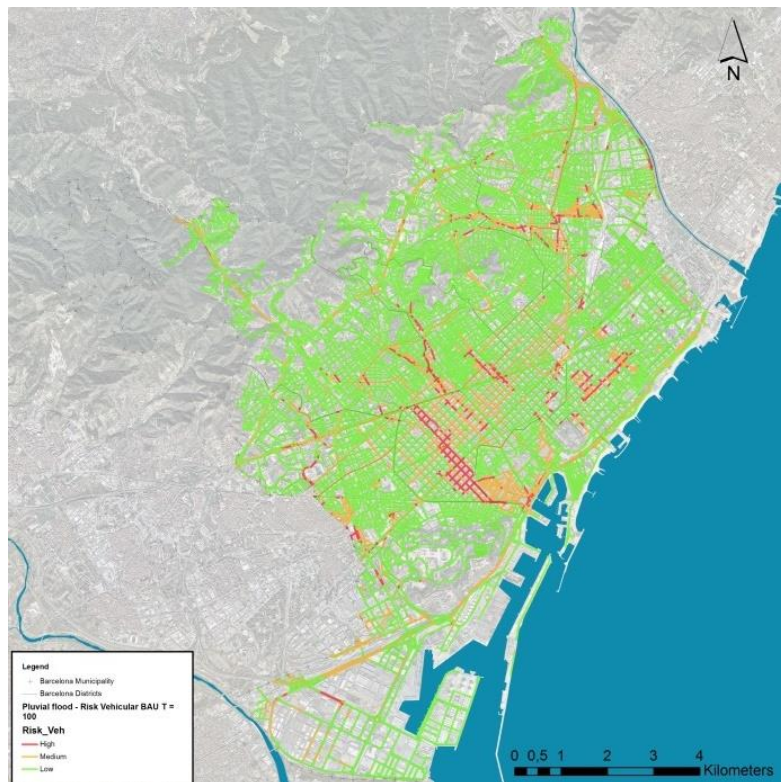 N
Legend
Barcelona Municipality
Barcelona Districts
Pluvial flood - Risk Vehicular BAU T =
100
Risk_Veh
High
Medium
Low
0 0,5 1 2 3 4
Kilometers